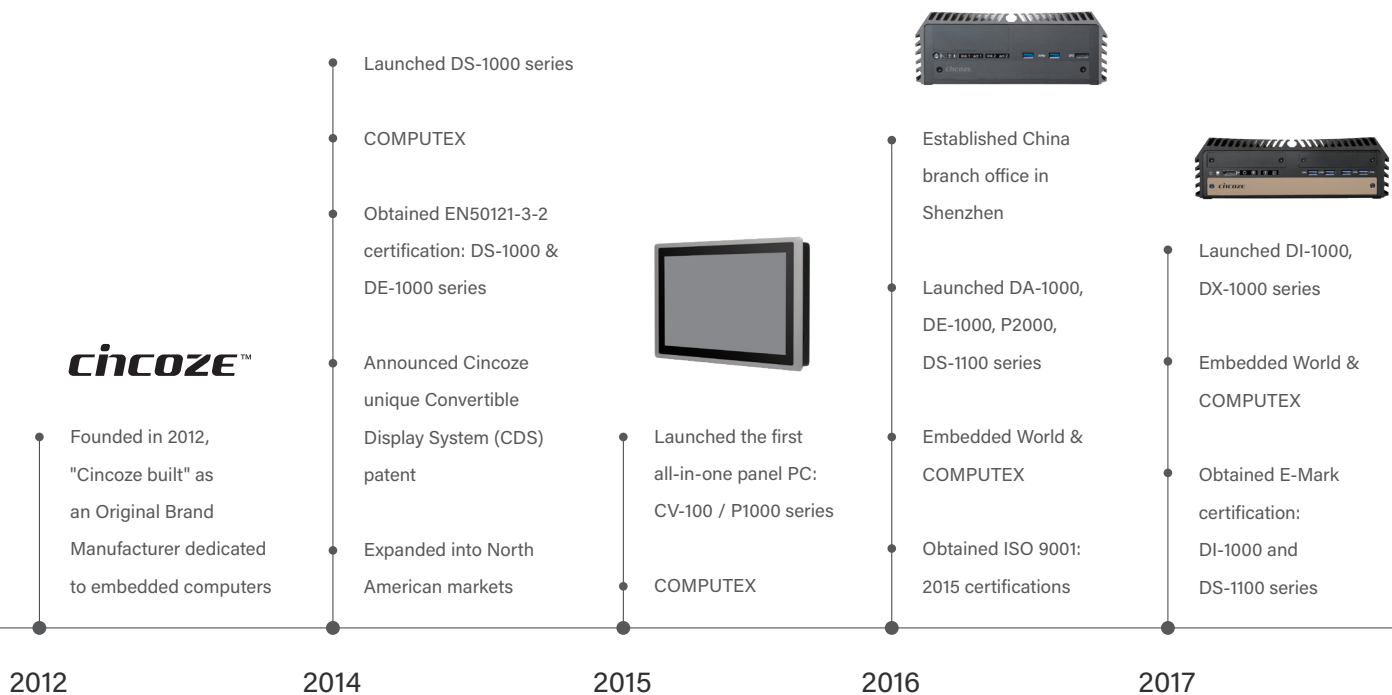 cincoze™
Founded in 2012,
"Cincoze built" as
an Original Brand
Manufacturer dedicated
to embedded computers
2012
Launched DS-1000 series
COMPUTEX
Obtained EN50121-3-2
certification: DS-1000 &
DE-1000 series
Announced Cincoze
unique Convertible
Display System (CDS)
patent
Expanded into North
American markets
2014
Launched the first
all-in-one panel PC:
CV-100 / P1000 series
COMPUTEX
2015
cincoze
Established China
branch office in
Shenzhen
Launched DA-1000,
DE-1000, P2000,
DS-1100 series
Embedded World &
COMPUTEX
Obtained ISO 9001:
2015 certifications
2016
cincoze
Launched DI-1000,
DX-1000 series
Embedded World &
COMPUTEX
Obtained E-Mark
certification:
DI-1000 and
DS-1100 series
2017